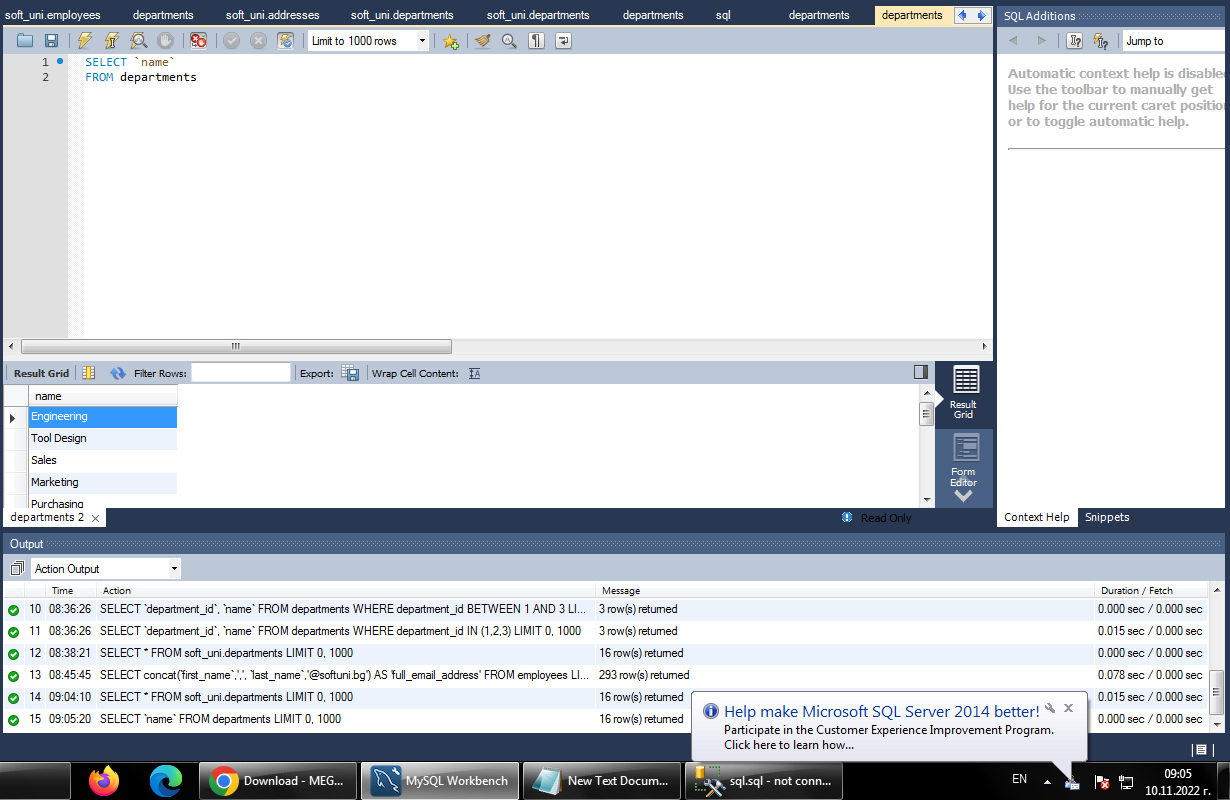 soft_uni.employees departments soft_uni.addresses soft_uni.departments soft_uni.departments departments sql departments departments
SQL Additions
Limit to 1000 rows
Jump to
1 SELECT `name`
2 FROM departments
Automatic context help is disabled
Use the toolbar to manually get
help for the current caret position
or to toggle automatic help.
Result Grid Filter Rows: Export: Wrap Cell Content:
name
Engineering
Tool Design
Sales
Marketing
Purchasing
Result
Grid
Form
Editor
departments 2
Read Only
Context Help Snippets
Output
Action Output
Time Action Message Duration / Fetch
10 08:36:26 SELECT `department_id`, `name` FROM departments WHERE department_id BETWEEN 1 AND 3 LI... 3 row(s) returned 0.000 sec / 0.000 sec
11 08:36:26 SELECT `department_id`, `name` FROM departments WHERE department_id IN (1,2,3) LIMIT 0, 1000 3 row(s) returned 0.015 sec / 0.000 sec
12 08:38:21 SELECT * FROM soft_uni.departments LIMIT 0, 1000 16 row(s) returned 0.000 sec / 0.000 sec
13 08:45:45 SELECT concat('first_name`,'.', `last_name`,'@softuni.bg') AS 'full_email_address' FROM employees LI... 293 row(s) returned 0.078 sec / 0.000 sec
14 09:04:10 SELECT * FROM soft_uni.departments LIMIT 0, 1000 16 row(s) returned 0.015 sec / 0.000 sec
15 09:05:20 SELECT `name` FROM departments LIMIT 0, 1000 16 row(s) returned 0.000 sec / 0.000 sec
Help make Microsoft SQL Server 2014 better!
Participate in the Customer Experience Improvement Program.
Click here to learn how...
Download - MEG... MySQL Workbench New Text Docum... sql.sql - not conn... EN
09:05
10.11.2022 г.